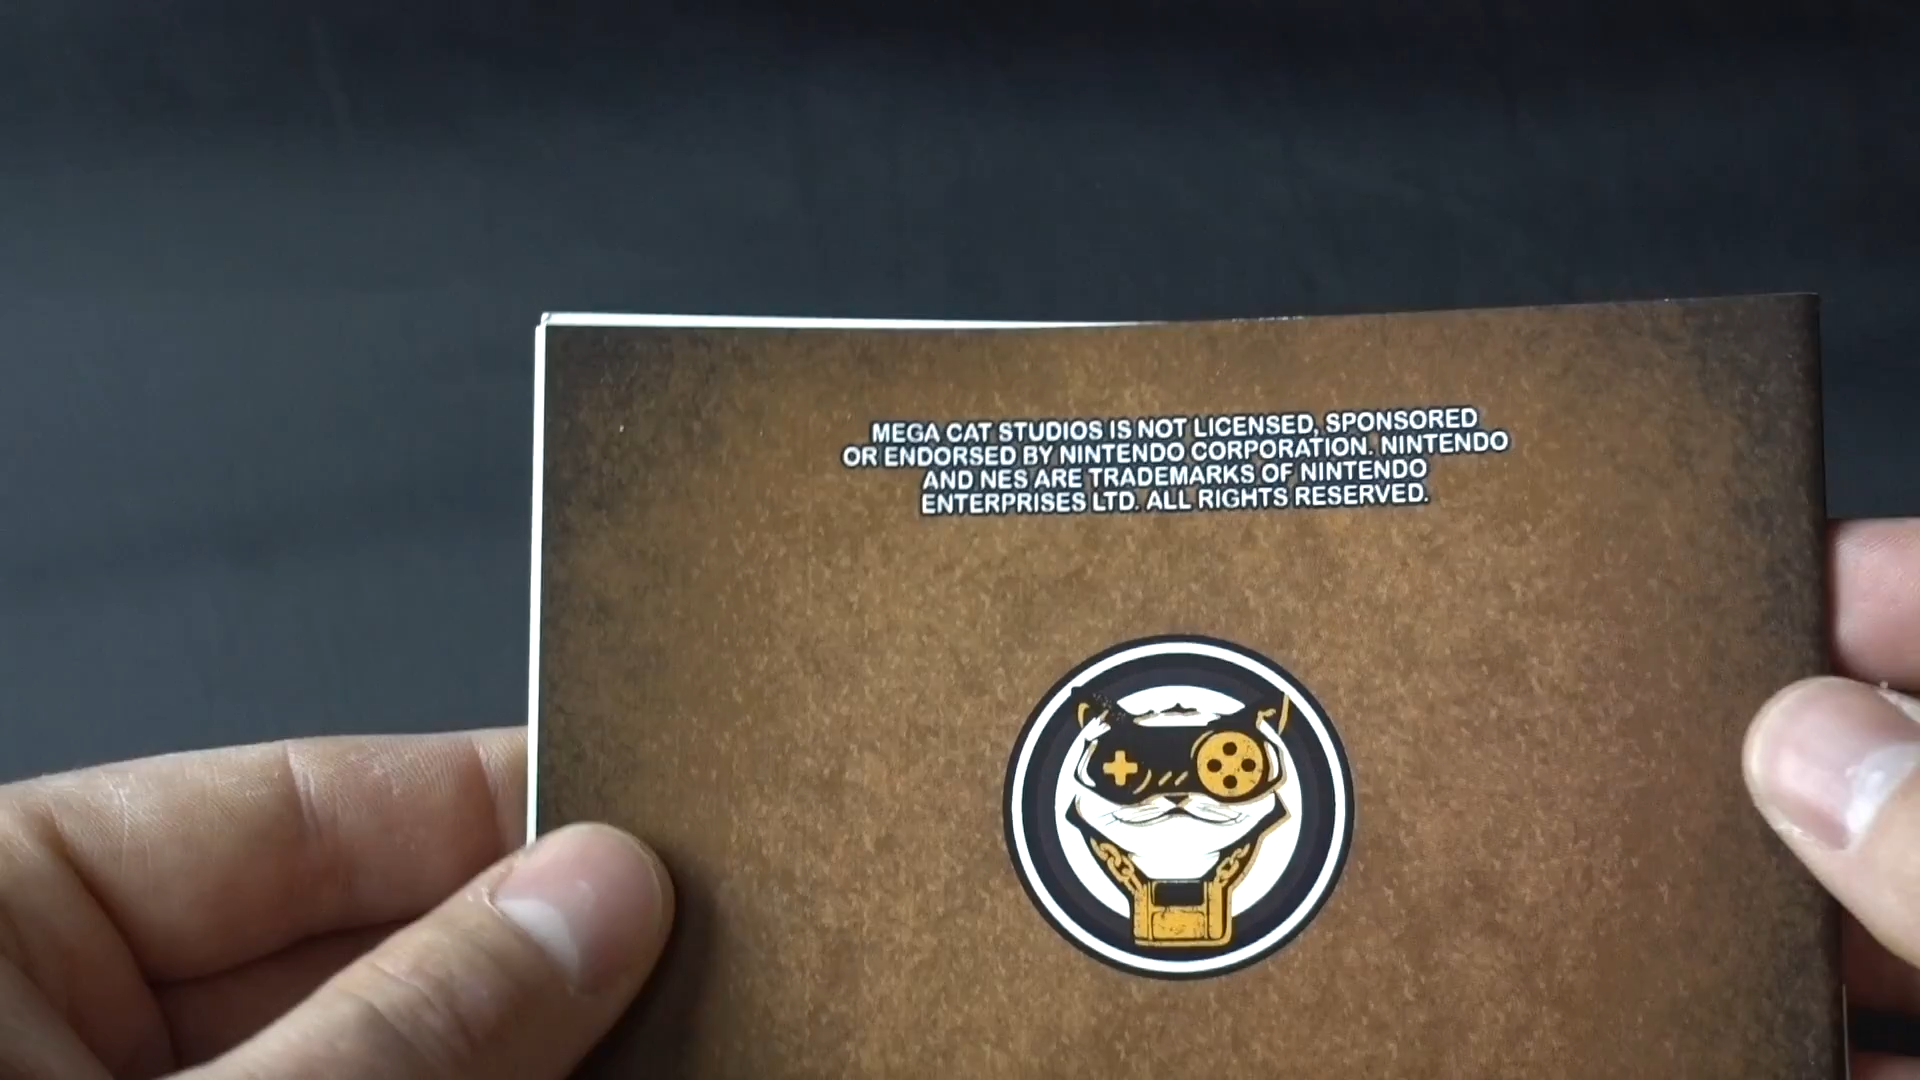 MEGA CAT STUDIOS IS NOT LICENSED, SPONSORED
OR ENDORSED BY NINTENDO CORPORATION. NINTENDO
AND NES ARE TRADEMARKS OF NINTENDO
ENTERPRISES LTD. ALL RIGHTS RESERVED.